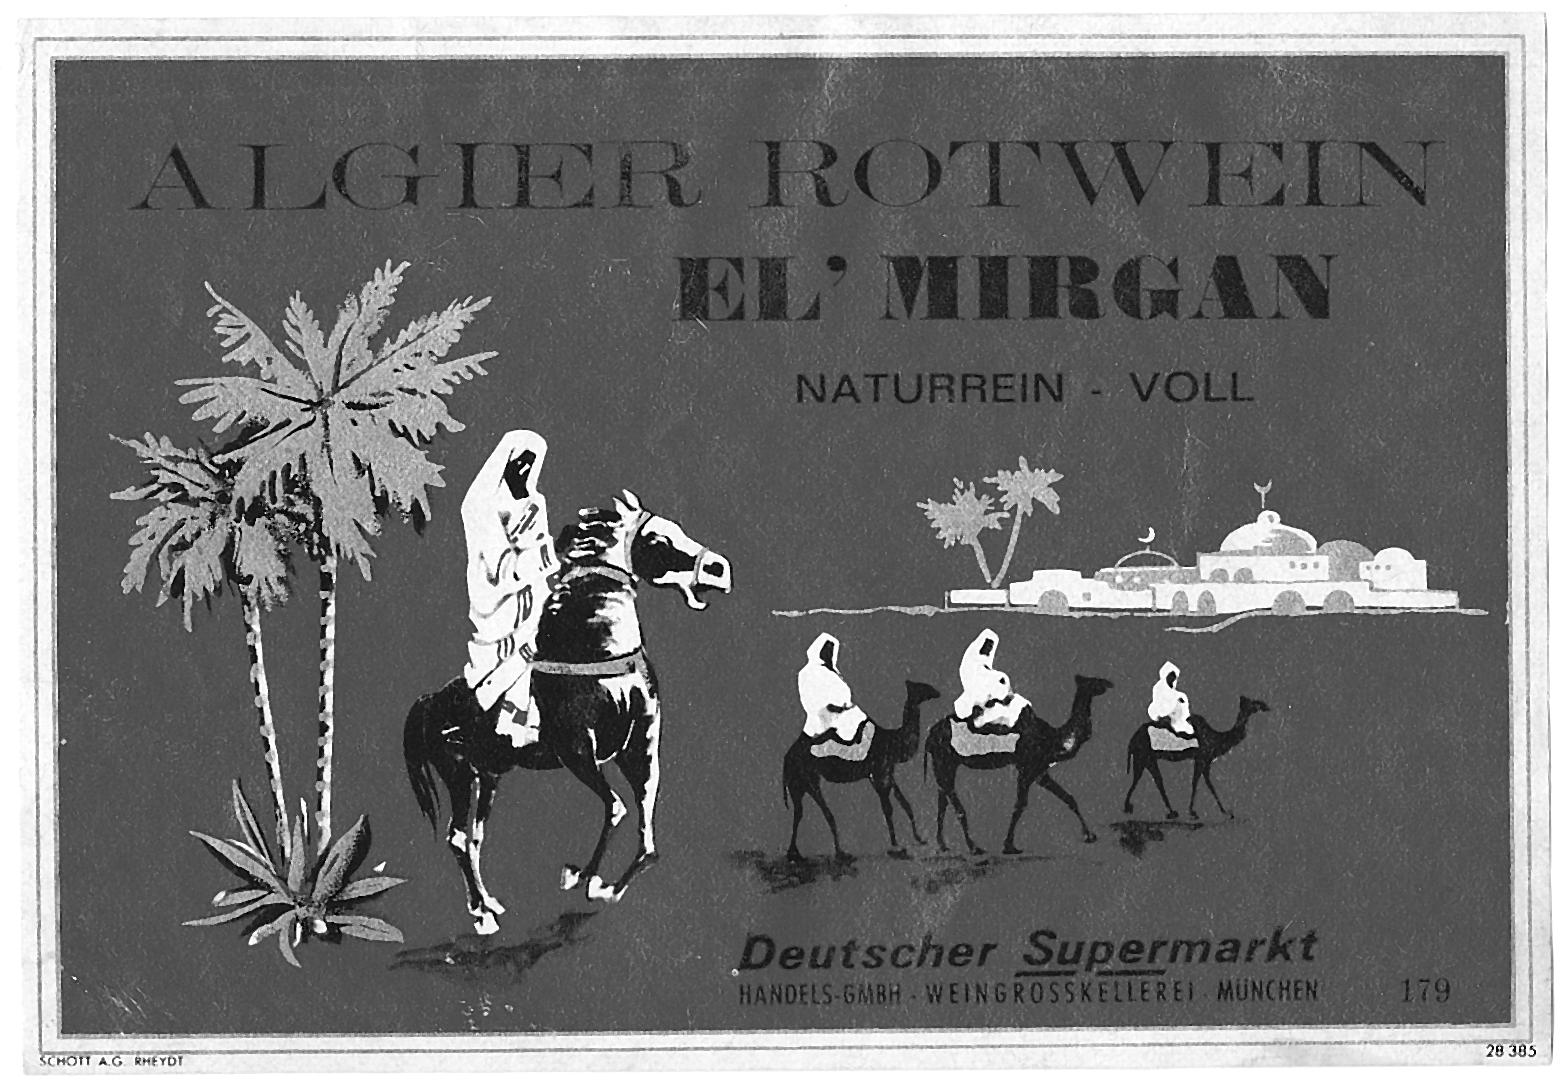 ALGIER ROTWEIN
EL' MIRGAN
NATURREIN - VOLL
Deutscher Supermarkt
HANDELS-GMBH · WEINGROSSKELLEREI · MÜNCHEN
179
SCHOTT A.G. RHEYDT
28 385